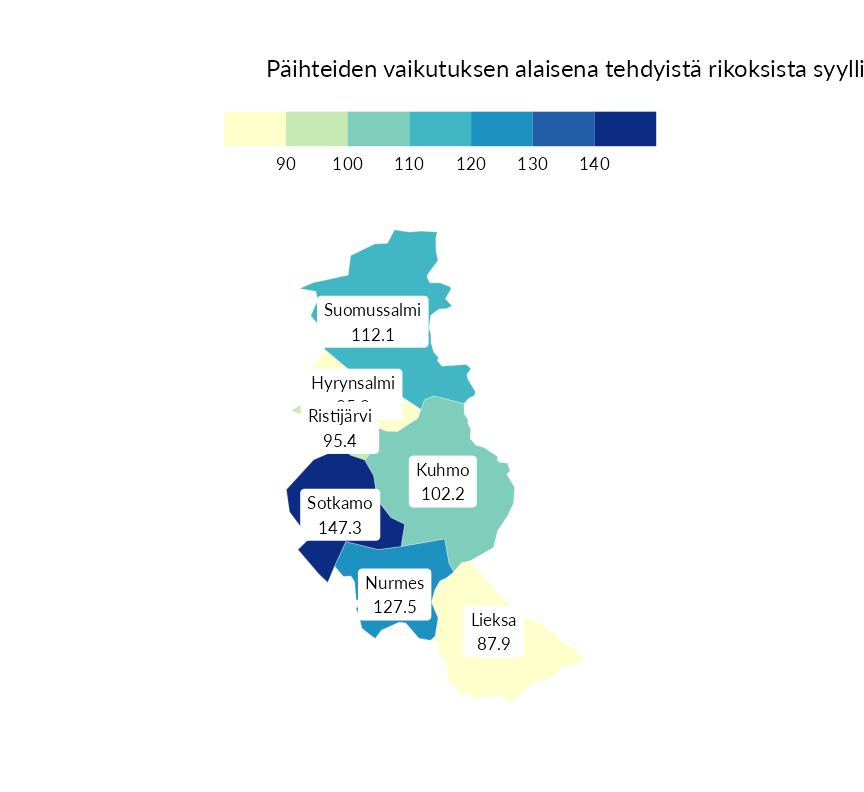 Päihteiden vaikutuksen alaisena tehdyistä rikoksista syylli
90 100 110 120 130 140
Suomussalmi
112.1
Hyrynsalmi
Ristijärvi
95.4
Kuhmo
102.2
Sotkamo
147.3
Nurmes
127.5
Lieksa
87.9